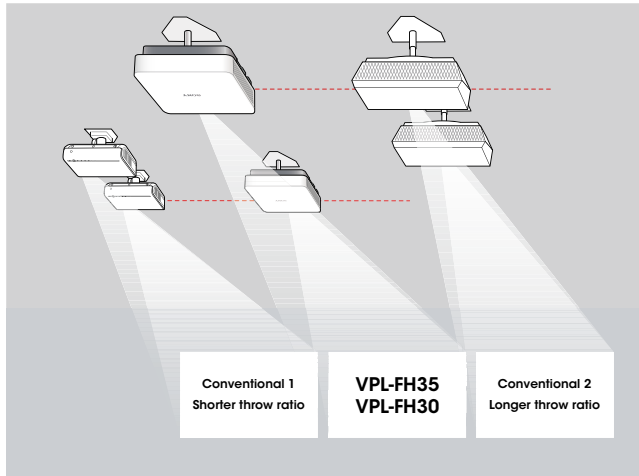 Conventional 1
Shorter throw ratio
VPL-FH35
VPL-FH30
Conventional 2
Longer throw ratio